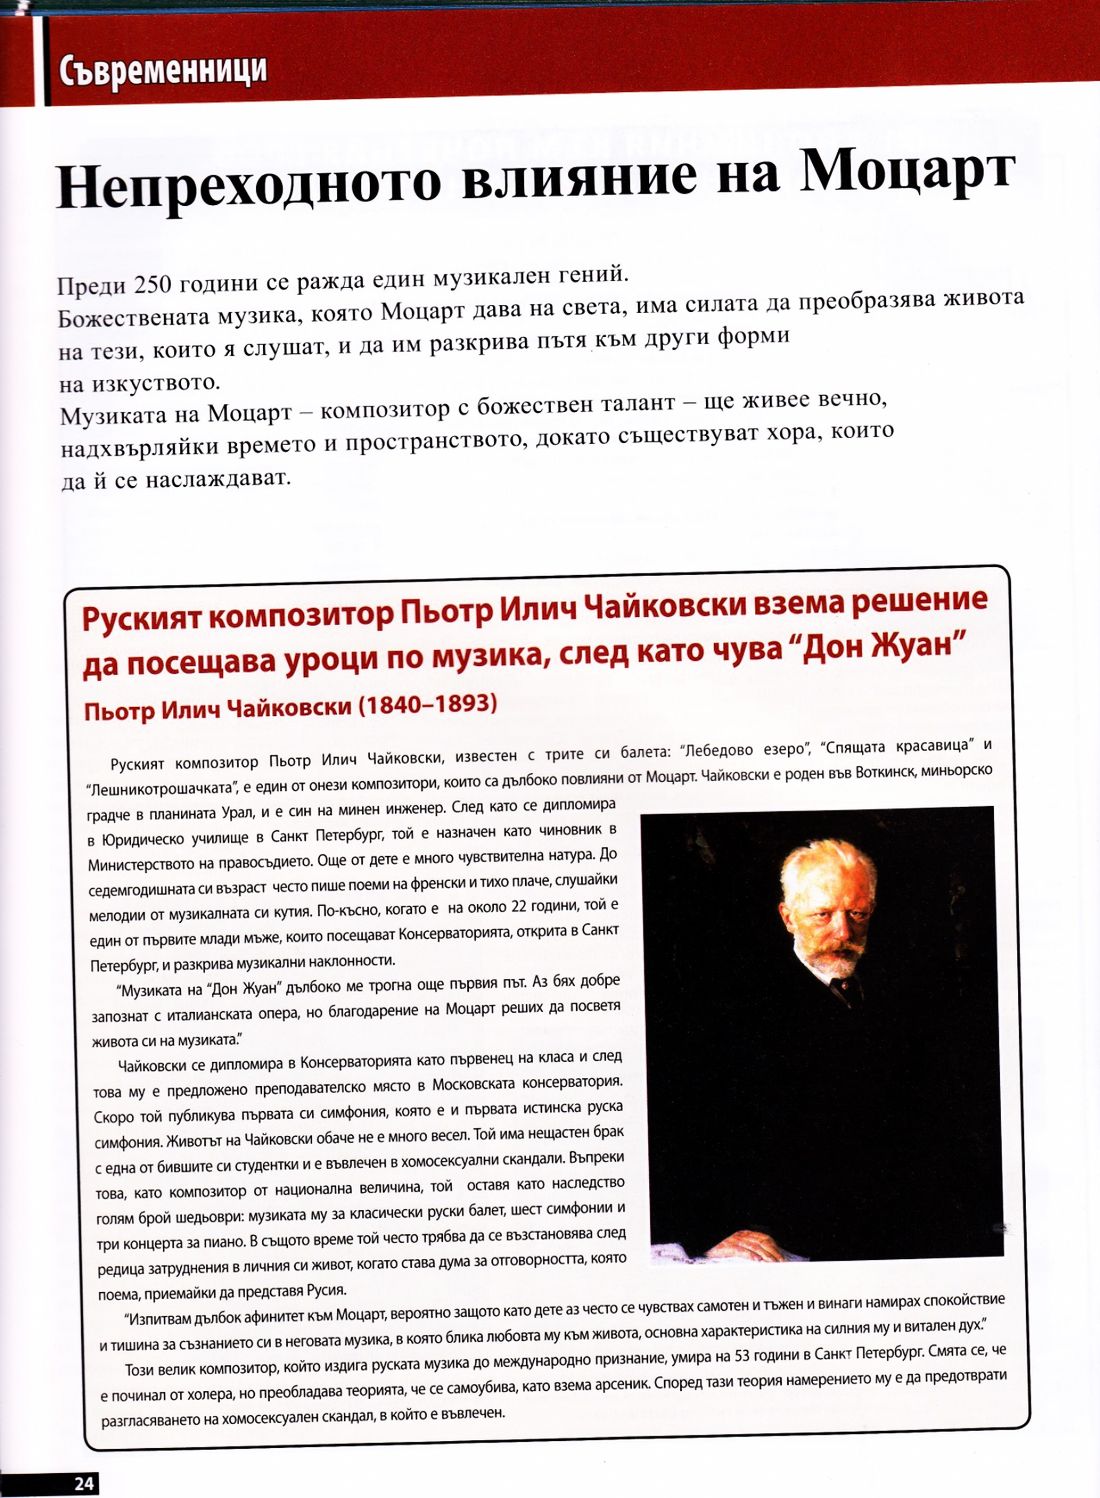 Съвременници
Непреходното влияние на Моцарт
Преди 250 години се ражда един музикален гений.
Божествената музика, която Моцарт дава на света, има силата да преобразява живота
на тези, които я слушат, и да им разкрива пътя към други форми
на изкуството.
Музиката на Моцарт – композитор с божествен талант – ще живее вечно,
надхвърляйки времето и пространството, докато съществуват хора, които
да й се наслаждават.
Руският композитор Пьотр Илич Чайковски взема решение
да посещава уроци по музика, след като чува “Дон Жуан”
Пьотр Илич Чайковски (1840–1893)
Руският композитор Пьотр Илич Чайковски, известен с трите си балета: “Лебедово езеро”, “Спящата красавица” и
“Лешникотрошачката”, е един от онези композитори, които са дълбоко повлияни от Моцарт. Чайковски е роден във Воткинск, миньорско
градче в планината Урал, и е син на минен инженер. След като се дипломира
в Юридическо училище в Санкт Петербург, той е назначен като чиновник в
Министерството на правосъдието. Още от дете е много чувствителна натура. До
седемгодишната си възраст често пише поеми на френски и тихо плаче, слушайки
мелодии от музикалната си кутия. По-късно, когато е на около 22 години, той е
един от първите млади мъже, които посещават Консерваторията, открита в Санкт
Петербург, и разкрива музикални наклонности.
“Музиката на “Дон Жуан” дълбоко ме трогна още първия път. Аз бях добре
запознат с италианската опера, но благодарение на Моцарт реших да посветя
живота си на музиката.”
Чайковски се дипломира в Консерваторията като първенец на класа и след
това му е предложено преподавателско място в Московската консерватория.
Скоро той публикува първата си симфония, която е и първата истинска руска
симфония. Животът на Чайковски обаче не е много весел. Той има нещастен брак
с една от бившите си студентки и е въвлечен в хомосексуални скандали. Въпреки
това, като композитор от национална величина, той оставя като наследство
голям брой шедьоври: музиката му за класически руски балет, шест симфонии и
три концерта за пиано. В същото време той често трябва да се възстановява след
редица затруднения в личния си живот, когато става дума за отговорността, която
поема, приемайки да представя Русия.
“Изпитвам дълбок афинитет към Моцарт, вероятно защото като дете аз често се чувствах самотен и тъжен и винаги намирах спокойствие
и тишина за съзнанието си в неговата музика, в която блика любовта му към живота, основна характеристика на силния му и витален дух.”
Този велик композитор, който издига руската музика до международно признание, умира на 53 години в Санкт Петербург. Смята се, че
е починал от холера, но преобладава теорията, че се самоубива, като взема арсеник. Според тази теория намерението му е да предотврати
разгласяването на хомосексуален скандал, в който е въвлечен.
24